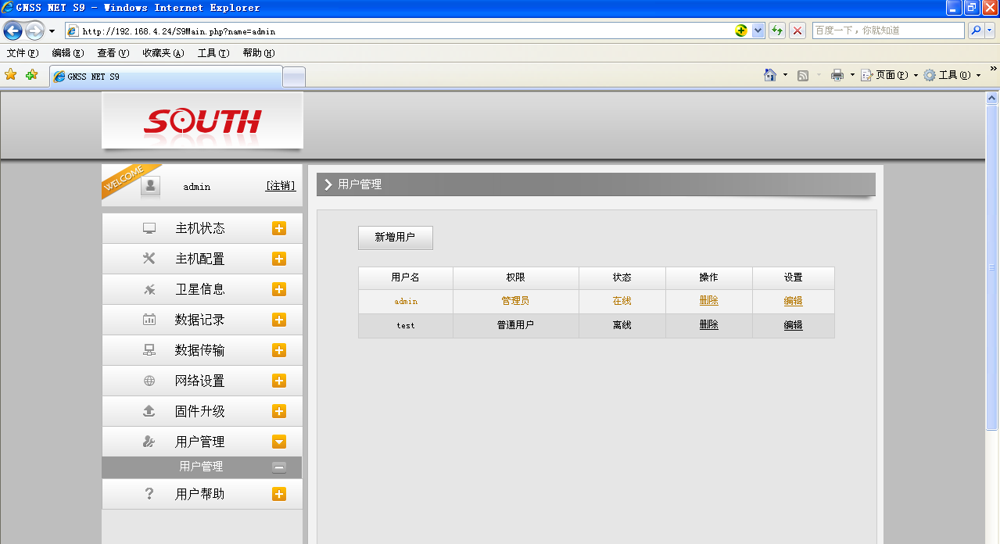 GNSS NET S9 - Windows Internet Explorer
http://192.168.4.24/S9Main.php?name=admin
百度一下，你就知道
文件(F) 编辑(E) 查看(V) 收藏夹(A) 工具(T) 帮助(H)
GNSS NET S9
页面(P) 工具(O)
SOUTH
WELCOME
admin [注销]
主机状态
主机配置
卫星信息
数据记录
数据传输
网络设置
固件升级
用户管理
用户管理
用户帮助
用户管理
新增用户
用户名 权限 状态 操作 设置
admin 管理员 在线 删除 编辑
test 普通用户 离线 删除 编辑